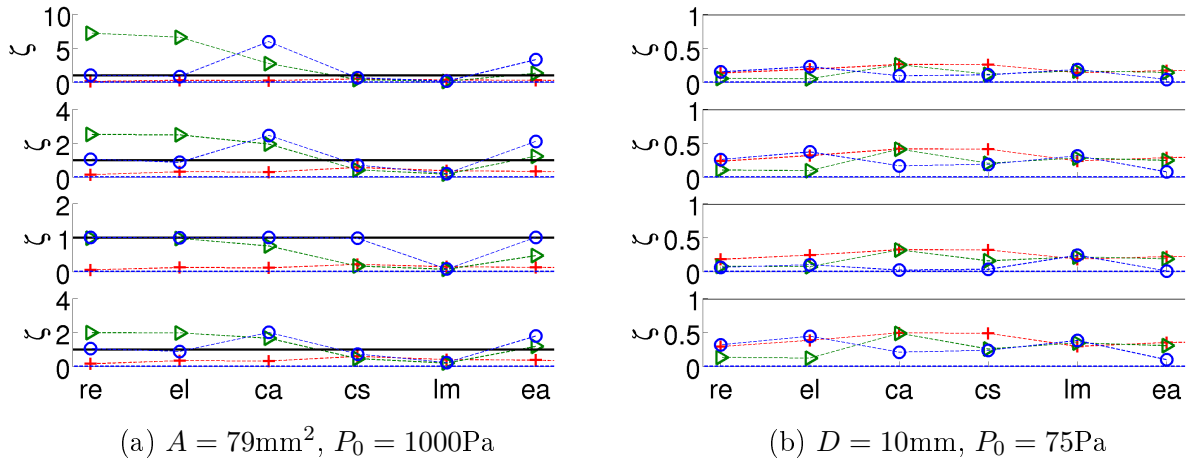 10
5
0
ζ
4
2
0
ζ
2
1
0
ζ
4
2
0
ζ
re el ca cs lm ea
(a) A = 79mm², P₀ = 1000Pa
1
0.5
0
ζ
1
0.5
0
ζ
1
0.5
0
ζ
1
0.5
0
ζ
re el ca cs lm ea
(b) D = 10mm, P₀ = 75Pa